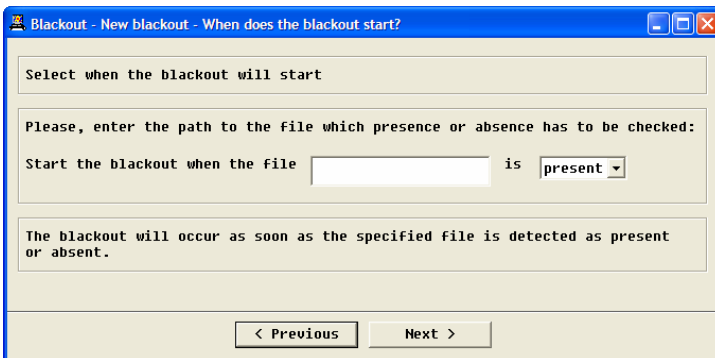 Blackout - New blackout - When does the blackout start?
Select when the blackout will start
Please, enter the path to the file which presence or absence has to be checked:
Start the blackout when the file is present
The blackout will occur as soon as the specified file is detected as present
or absent.
< Previous Next >